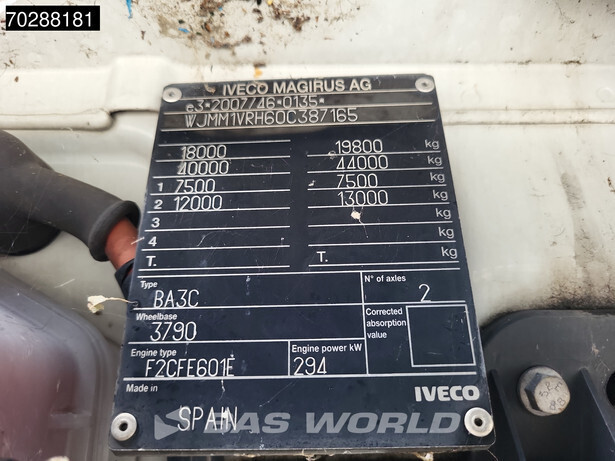 70288181
IVECO MAGIRUS AG
e3*2007/46*0135*
WJMM1VRH60C387165
18000 19800 kg
40000 44000 kg
1 7500 7500 kg
2 12000 13000 kg
3 kg
4 kg
T. T. kg
Type N° of axles
BA3C 2
Wheelbase Corrected absorption value
3790
Engine type Engine power kW
F2CFE601E 294
Made in IVECO
SPAIN
BAS WORLD